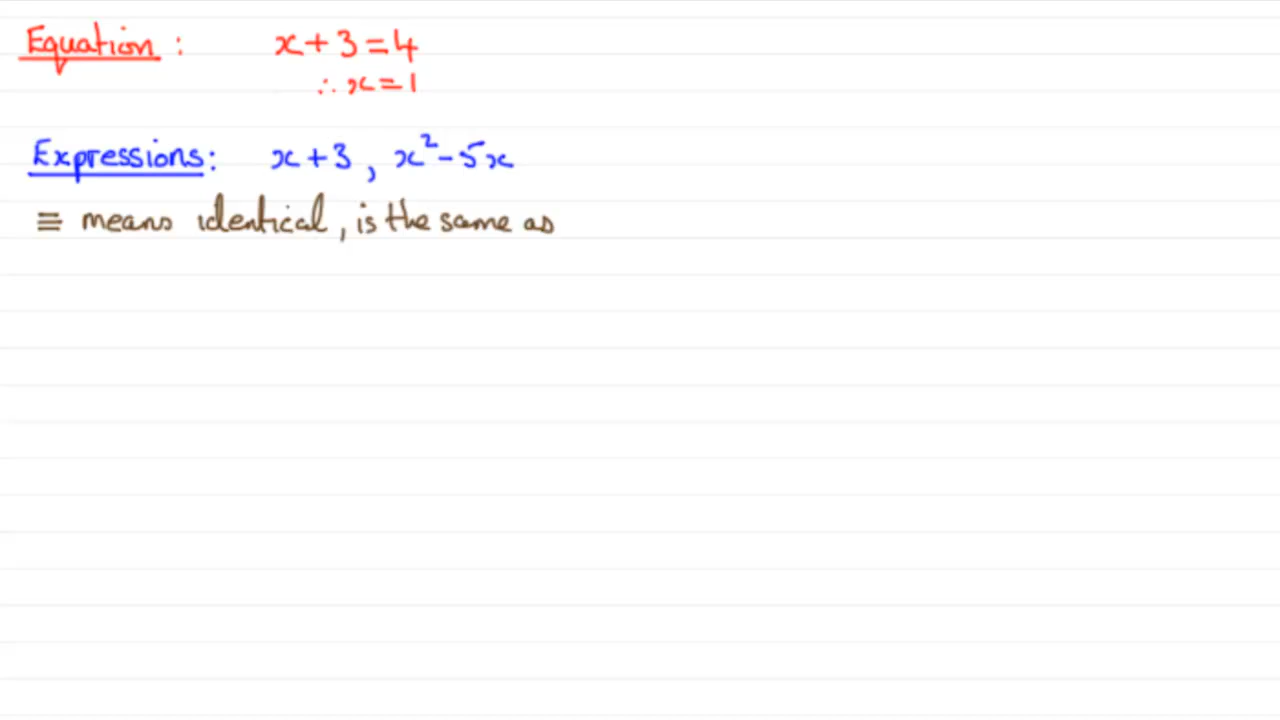 Equation : x + 3 = 4
∴ x = 1
Expressions: x + 3 , x² - 5x
≡ means identical, is the same as